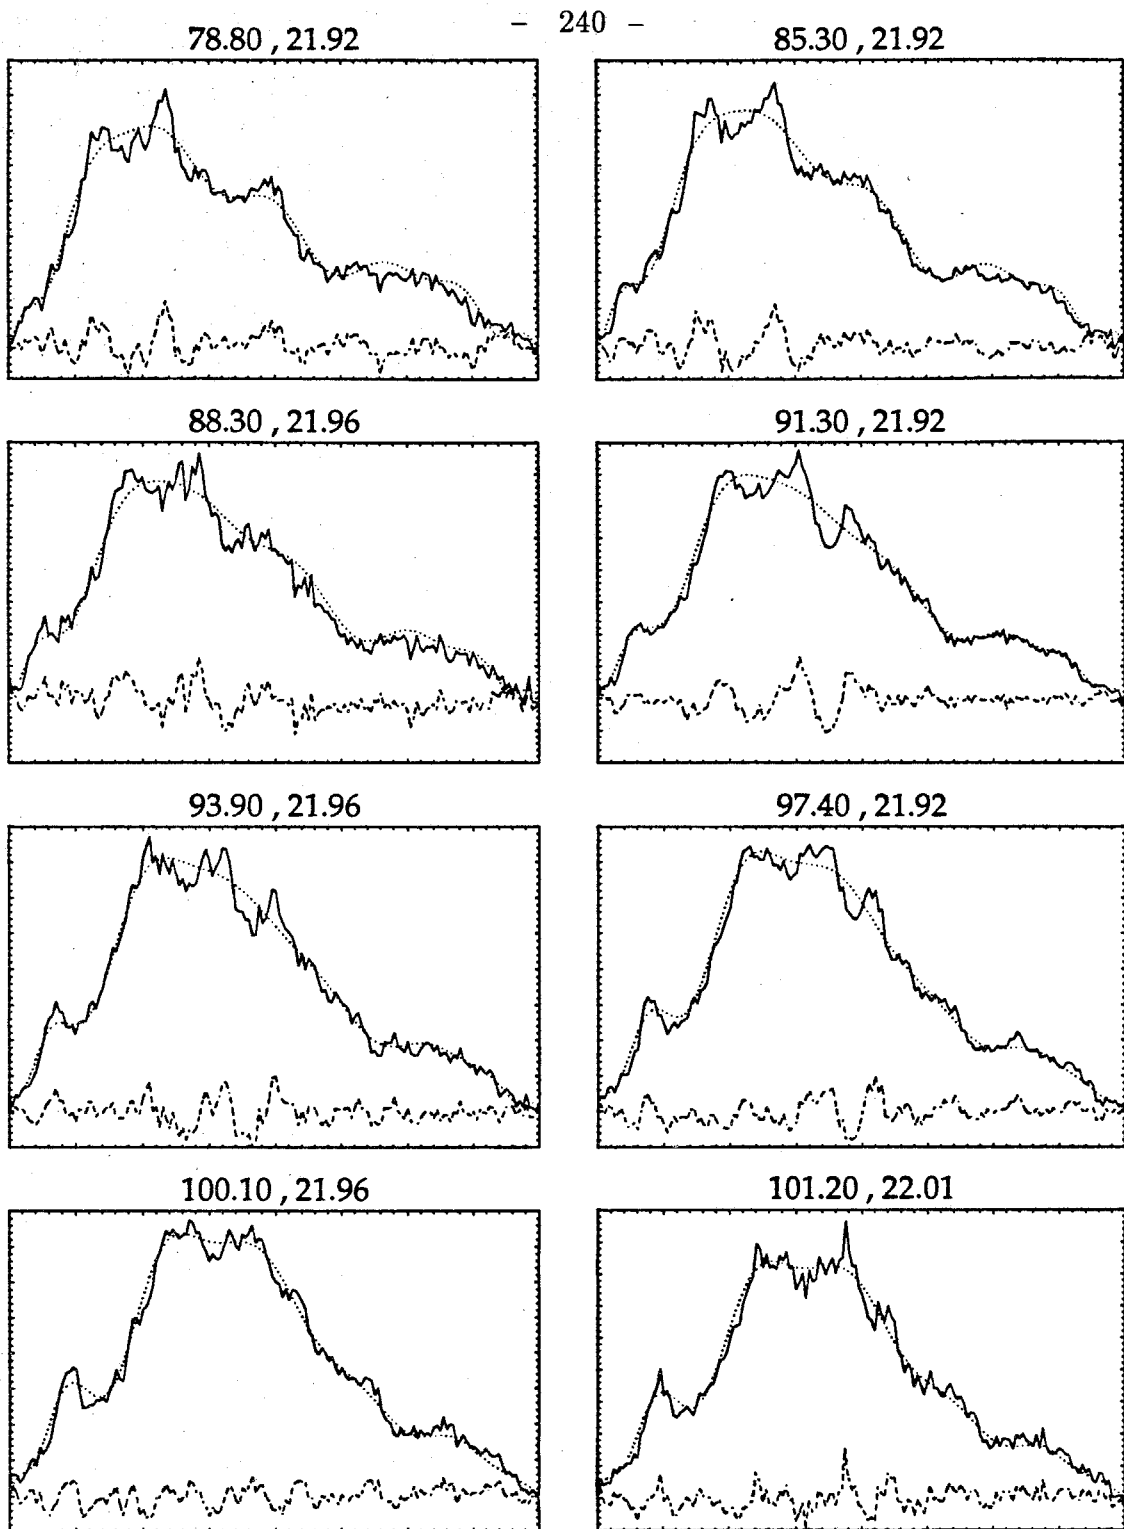 – 240 –
78.80 , 21.92
85.30 , 21.92
88.30 , 21.96
91.30 , 21.92
93.90 , 21.96
97.40 , 21.92
100.10 , 21.96
101.20 , 22.01